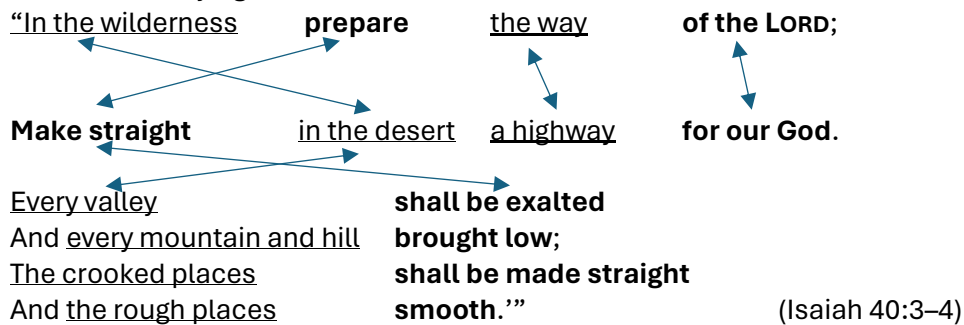 “In the wilderness prepare the way of the LORD;
Make straight in the desert a highway for our God.
Every valley shall be exalted
And every mountain and hill brought low;
The crooked places shall be made straight
And the rough places smooth.’” (Isaiah 40:3–4)